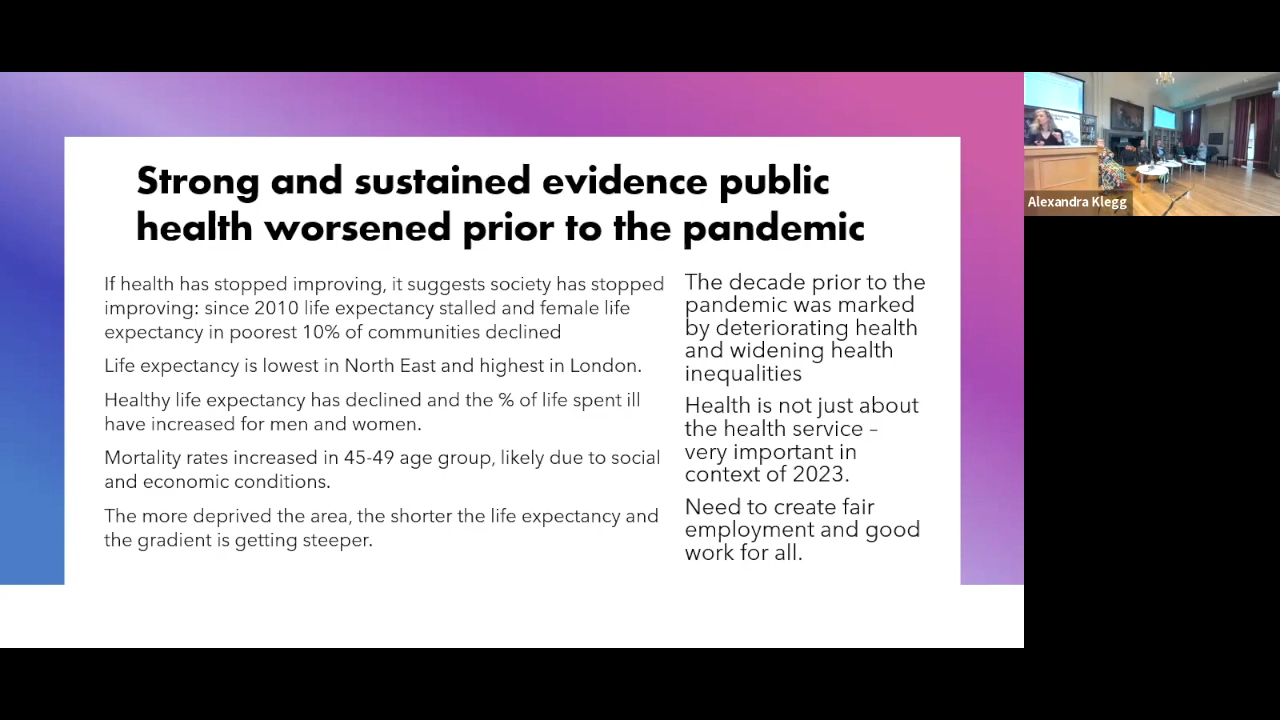 Strong and sustained evidence public
health worsened prior to the pandemic
If health has stopped improving, it suggests society has stopped
improving: since 2010 life expectancy stalled and female life
expectancy in poorest 10% of communities declined
Life expectancy is lowest in North East and highest in London.
Healthy life expectancy has declined and the % of life spent ill
have increased for men and women.
Mortality rates increased in 45-49 age group, likely due to social
and economic conditions.
The more deprived the area, the shorter the life expectancy and
the gradient is getting steeper.
The decade prior to the
pandemic was marked
by deteriorating health
and widening health
inequalities
Health is not just about
the health service –
very important in
context of 2023.
Need to create fair
employment and good
work for all.
Alexandra Klegg